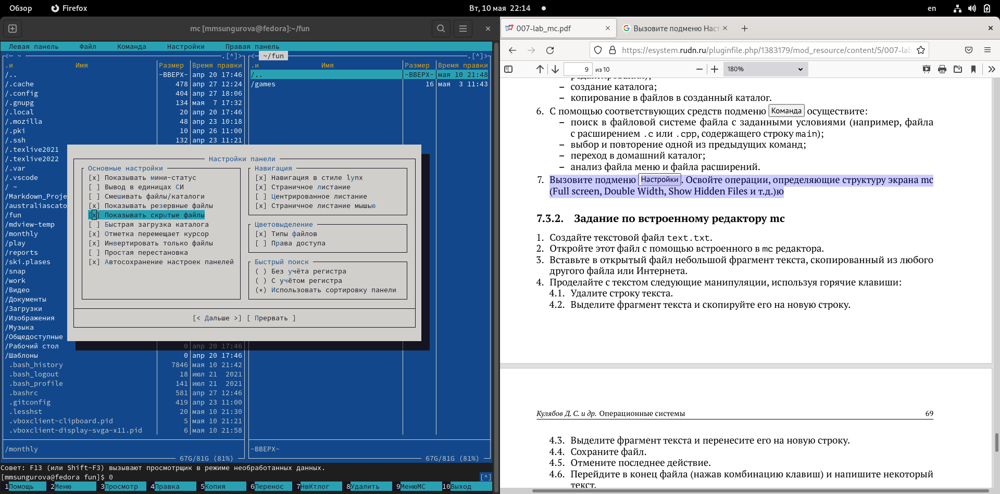 Обзор Firefox Вт, 10 мая 22:14 en
mc [mmsungurova@fedora]:~/fun
Левая панель Файл Команда Настройки Правая панель
<─ ~ .[^]>
.и Имя Размер Время правки
/.. -ВВЕРХ- апр 20 17:46
/.cache 478 апр 27 12:24
/.config 404 апр 27 18:06
/.gnupg 134 мая 7 17:32
/.local 20 апр 20 17:46
/.mozilla 48 апр 23 10:18
/.pki 10 апр 26 11:00
/.ssh 132 апр 23 11:21
/.texlive2021
/.texlive2022
/.var
/.vscode
/ ~
/Markdown_Proje
/australiascato
/fun
/mdview-temp
/monthly
/play
/reports
/ski.plases
/snap
/work
/Видео
/Документы
/Загрузки
/Изображения
/Музыка
/Общедоступные
/Рабочий стол 0 апр 20 17:46
/Шаблоны 0 апр 20 17:46
.bash_history 7846 мая 10 21:42
.bash_logout 18 июл 21 2021
.bash_profile 141 июл 21 2021
.bashrc 581 апр 27 12:46
.gitconfig 419 апр 23 11:00
.lesshst 20 мая 10 21:30
.vboxclient-clipboard.pid 5 мая 10 21:21
.vboxclient-display-svga-x11.pid 6 мая 10 21:58
/monthly
67G/81G (81%)
<─ ~/fun .[^]>
.и Имя Размер Время правки
/.. -ВВЕРХ- мая 10 21:48
/games 16 мая 3 11:43
-ВВЕРХ-
67G/81G (81%)
Настройки панели
Основные настройки
[x] Показывать мини-статус
[ ] Вывод в единицах СИ
[ ] Смешивать файлы/каталоги
[x] Показывать резервные файлы
[x] Показывать скрытые файлы
[ ] Быстрая загрузка каталога
[x] Отметка перемещает курсор
[x] Инвертировать только файлы
[ ] Простая перестановка
[x] Автосохранение настроек панелей
Навигация
[x] Навигация в стиле lynx
[x] Страничное листание
[ ] Центрированное листание
[x] Страничное листание мышью
Цветовыделение
[x] Типы файлов
[ ] Права доступа
Быстрый поиск
( ) Без учёта регистра
( ) С учётом регистра
(*) Использовать сортировку панели
[< Дальше >] [ Прервать ]
Совет: F13 (или Shift-F3) вызывают просмотрщик в режиме необработанных данных.
[mmsungurova@fedora fun]$ 0 [^]
1Помощь 2Меню 3Просмотр 4Правка 5Копия 6Перенос 7НвКтлог 8Удалить 9МенюМС 10Выход
007-lab_mc.pdf Вызовите подменю Наст
https://esystem.rudn.ru/pluginfile.php/1383179/mod_resource/content/5/007-lab
9 из 10 180%
– создание каталога;
– копирование в файлов в созданный каталог.
6. С помощью соответствующих средств подменю Команда осуществите:
– поиск в файловой системе файла с заданными условиями (например, файла
с расширением .c или .cpp, содержащего строку main);
– выбор и повторение одной из предыдущих команд;
– переход в домашний каталог;
– анализ файла меню и файла расширений.
7. Вызовите подменю Настройки. Освойте операции, определяющие структуру экрана mc
(Full screen, Double Width, Show Hidden Files и т.д.)ю
7.3.2. Задание по встроенному редактору mc
1. Создайте текстовой файл text.txt.
2. Откройте этот файл с помощью встроенного в mc редактора.
3. Вставьте в открытый файл небольшой фрагмент текста, скопированный из любого
другого файла или Интернета.
4. Проделайте с текстом следующие манипуляции, используя горячие клавиши:
4.1. Удалите строку текста.
4.2. Выделите фрагмент текста и скопируйте его на новую строку.
Кулябов Д. С. и др. Операционные системы 69
4.3. Выделите фрагмент текста и перенесите его на новую строку.
4.4. Сохраните файл.
4.5. Отмените последнее действие.
4.6. Перейдите в конец файла (нажав комбинацию клавиш) и напишите некоторый
текст.